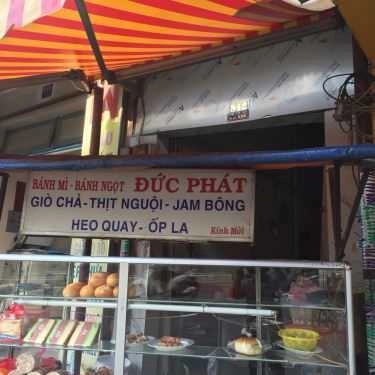 BÁNH MÌ - BÁNH NGỌT ĐỨC PHÁT
GIÒ CHẢ - THỊT NGUỘI - JAM BÔNG
HEO QUAY - ỐP LA
Kính Mời